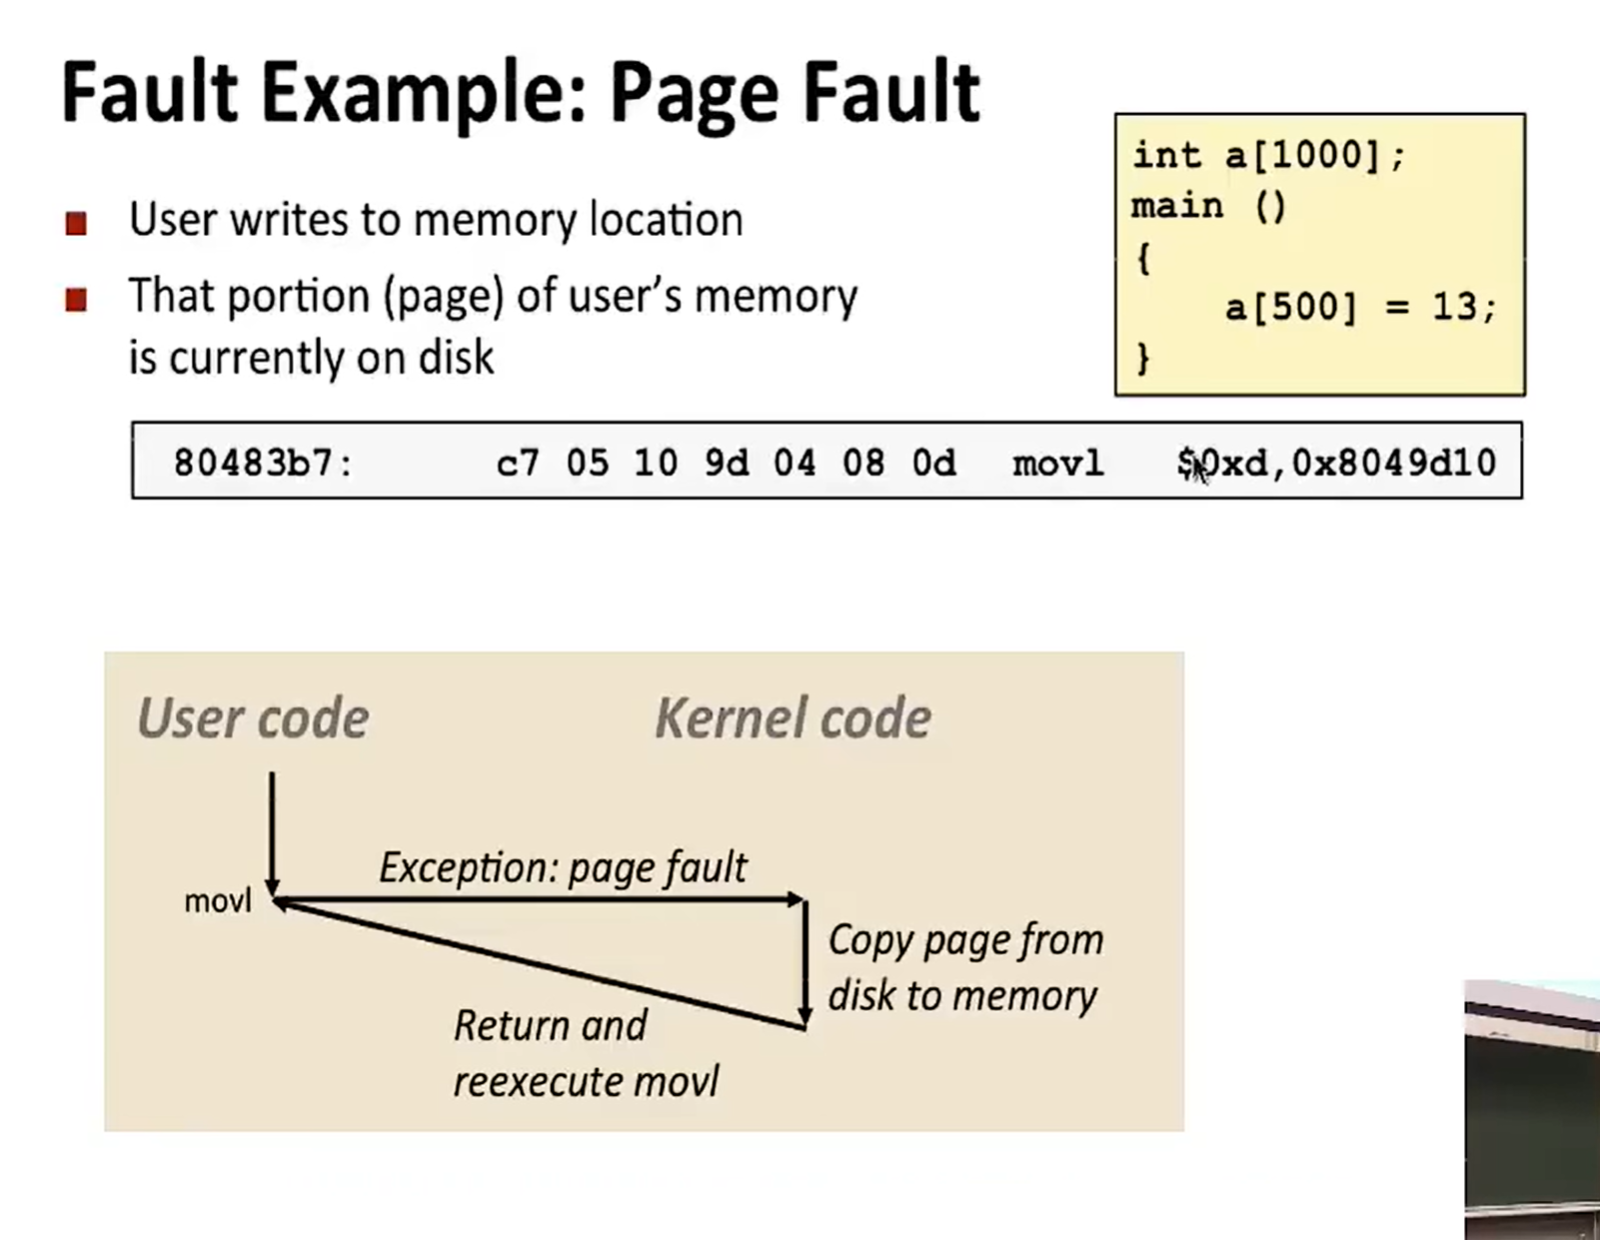 Fault Example: Page Fault
User writes to memory location
That portion (page) of user’s memory
is currently on disk
int a[1000];
main ()
{
    a[500] = 13;
}
80483b7: c7 05 10 9d 04 08 0d movl $0xd,0x8049d10
User code Kernel code
Exception: page fault
movl
Copy page from
disk to memory
Return and
reexecute movl